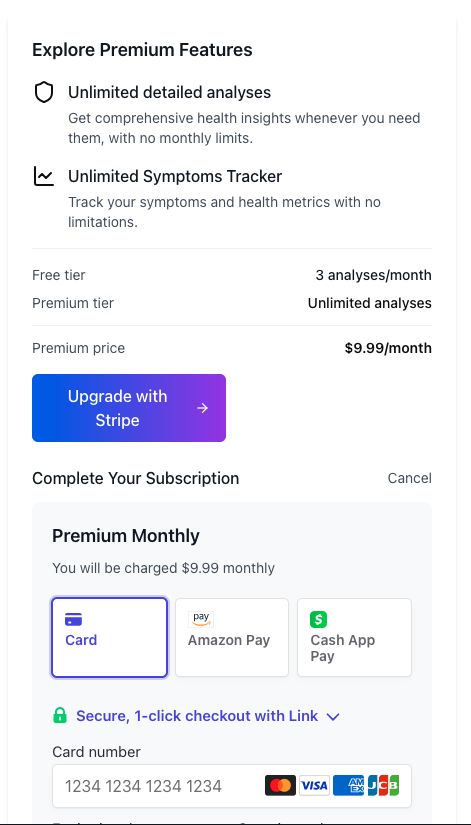 Explore Premium Features
Unlimited detailed analyses
Get comprehensive health insights whenever you need
them, with no monthly limits.
Unlimited Symptoms Tracker
Track your symptoms and health metrics with no
limitations.
Free tier 3 analyses/month
Premium tier Unlimited analyses
Premium price $9.99/month
Upgrade with
Stripe
Complete Your Subscription Cancel
Premium Monthly
You will be charged $9.99 monthly
Card
pay
Amazon Pay
$
Cash App
Pay
Secure, 1-click checkout with Link
Card number
1234 1234 1234 1234 VISA AM EX JCB